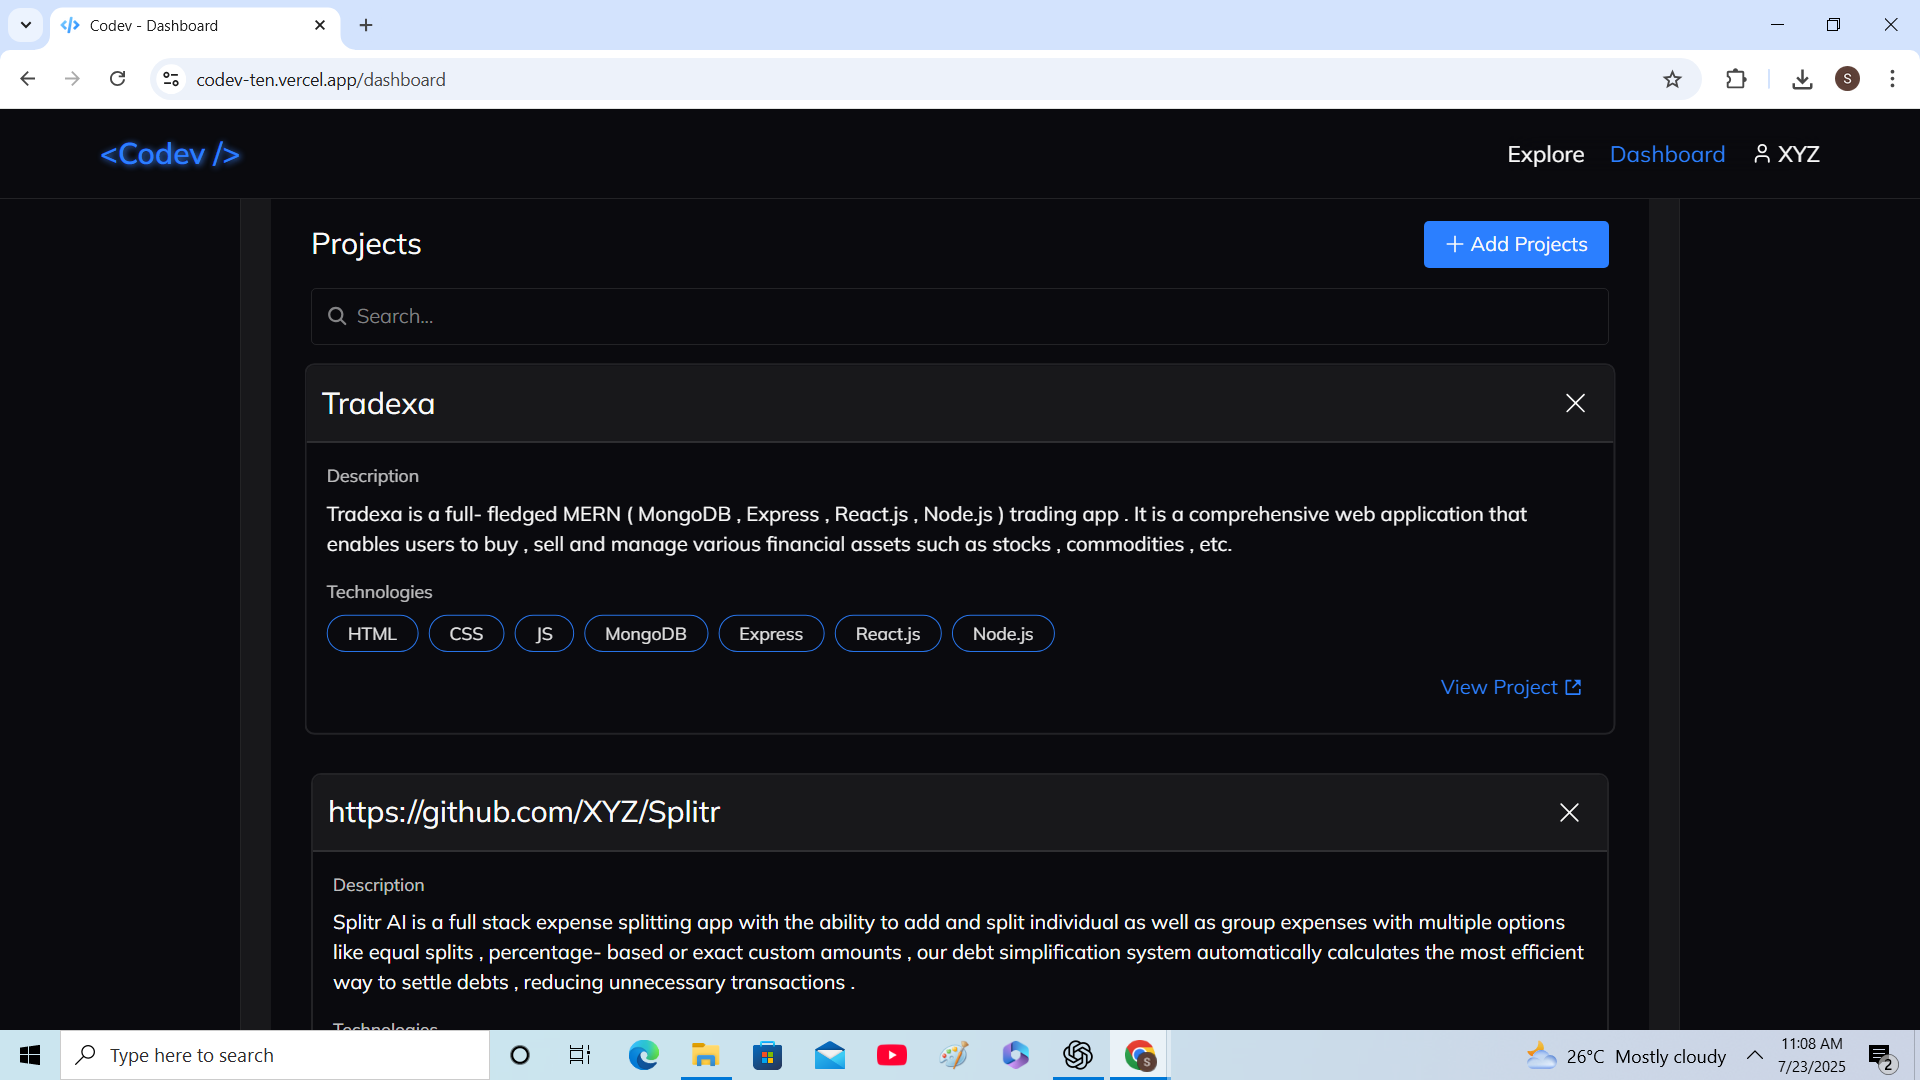 Codev - Dashboard
codev-ten.vercel.app/dashboard
S
<Codev />
Explore Dashboard XYZ
Projects
Add Projects
Search...
Tradexa
Description
Tradexa is a full- fledged MERN ( MongoDB , Express , React.js , Node.js ) trading app . It is a comprehensive web application that
enables users to buy , sell and manage various financial assets such as stocks , commodities , etc.
Technologies
HTML CSS JS MongoDB Express React.js Node.js
View Project
https://github.com/XYZ/Splitr
Description
Splitr AI is a full stack expense splitting app with the ability to add and split individual as well as group expenses with multiple options
like equal splits , percentage- based or exact custom amounts , our debt simplification system automatically calculates the most efficient
way to settle debts , reducing unnecessary transactions .
Technologies
Type here to search
S
26°C Mostly cloudy
11:08 AM
7/23/2025
2